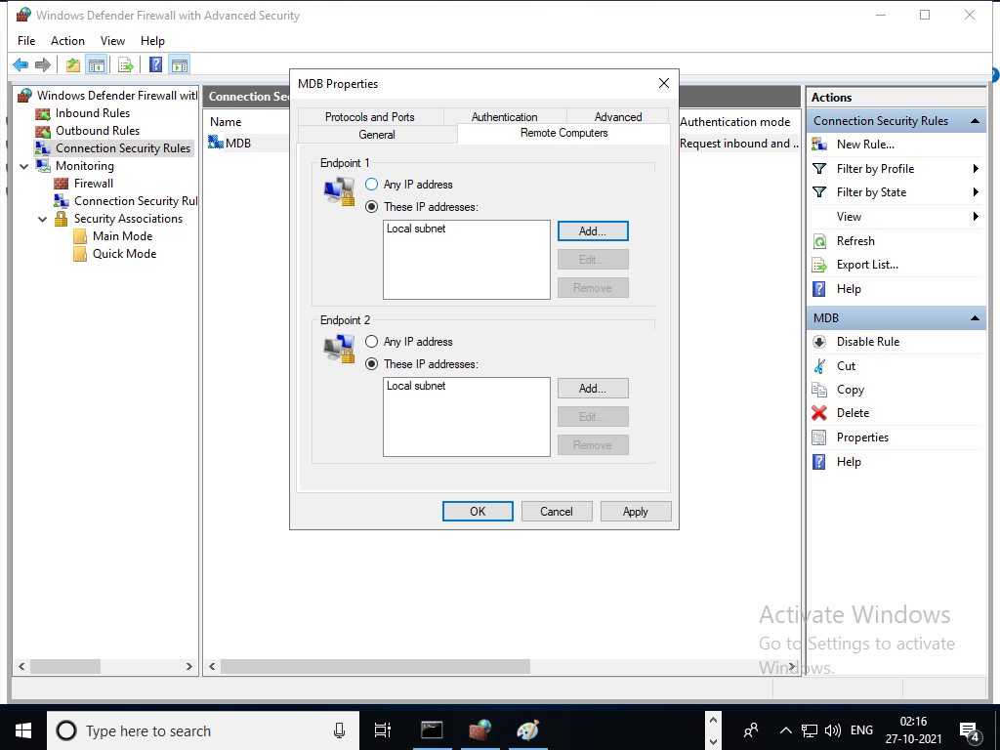 Windows Defender Firewall with Advanced Security
File Action View Help
Windows Defender Firewall witl
Inbound Rules
Outbound Rules
Connection Security Rules
Monitoring
Firewall
Connection Security Rul
Security Associations
Main Mode
Quick Mode
Connection Se
Name
Authentication mode
MDB
Request inbound and ...
MDB Properties
Protocols and Ports
Authentication
Advanced
General
Remote Computers
Endpoint 1
Any IP address
These IP addresses:
Local subnet
Add...
Edit...
Remove
Endpoint 2
Any IP address
These IP addresses:
Local subnet
Add...
Edit...
Remove
OK
Cancel
Apply
Actions
Connection Security Rules
New Rule...
Filter by Profile
Filter by State
View
Refresh
Export List...
Help
MDB
Disable Rule
Cut
Copy
Delete
Properties
Help
Activate Windows
Go to Settings to activate
Windows.
Type here to search
ENG
02:16
27-10-2021
4